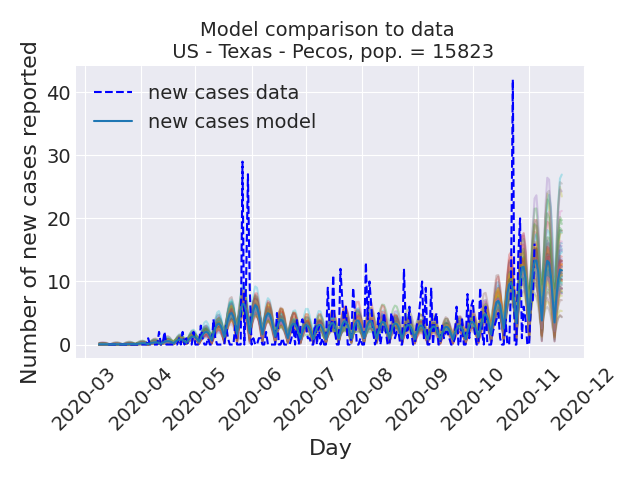 Model comparison to data
US - Texas - Pecos, pop. = 15823
Number of new cases reported
40
30
20
10
0
new cases data
new cases model
2020-03
2020-04
2020-05
2020-06
2020-07
2020-08
2020-09
2020-10
2020-11
2020-12
Day